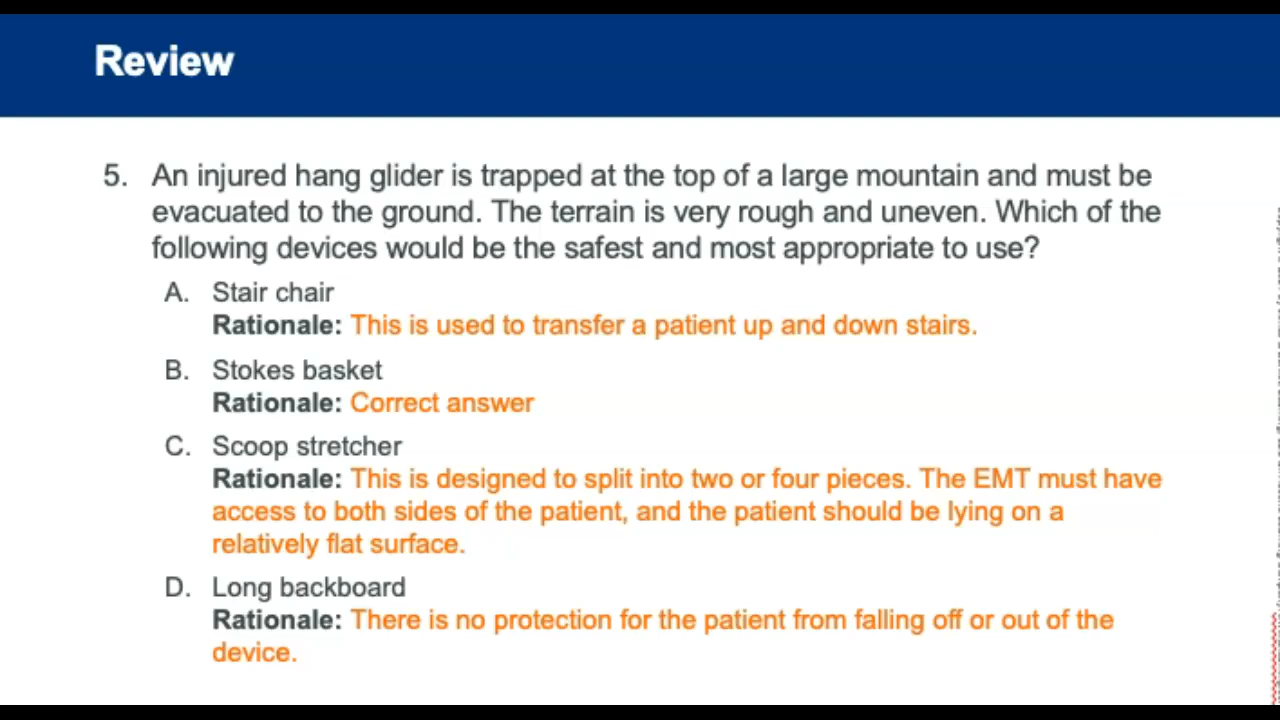 Review
5. An injured hang glider is trapped at the top of a large mountain and must be
evacuated to the ground. The terrain is very rough and uneven. Which of the
following devices would be the safest and most appropriate to use?
A. Stair chair
Rationale: This is used to transfer a patient up and down stairs.
B. Stokes basket
Rationale: Correct answer
C. Scoop stretcher
Rationale: This is designed to split into two or four pieces. The EMT must have
access to both sides of the patient, and the patient should be lying on a
relatively flat surface.
D. Long backboard
Rationale: There is no protection for the patient from falling off or out of the
device.